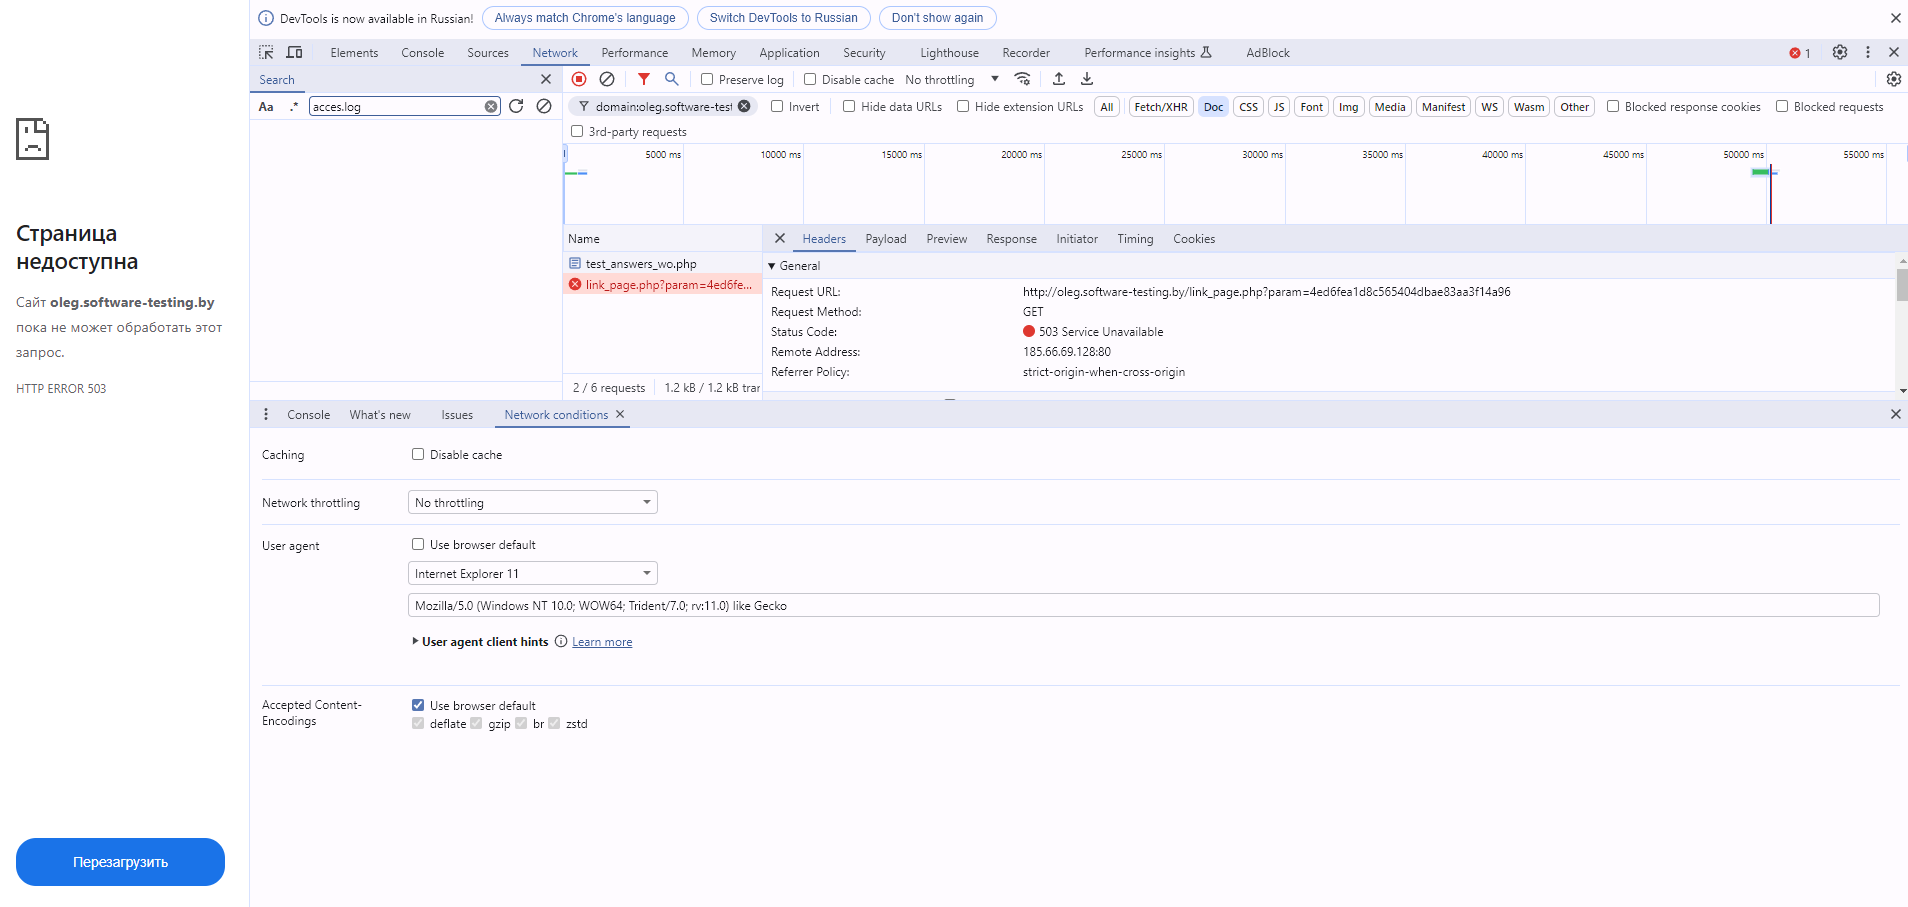 DevTools is now available in Russian!
Always match Chrome's language
Switch DevTools to Russian
Don't show again
Elements
Console
Sources
Network
Performance
Memory
Application
Security
Lighthouse
Recorder
Performance insights
AdBlock
1
Search
Preserve log
Disable cache
No throttling
Aa
.*
acces.log
domain:oleg.software-test
Invert
Hide data URLs
Hide extension URLs
All
Fetch/XHR
Doc
CSS
JS
Font
Img
Media
Manifest
WS
Wasm
Other
Blocked response cookies
Blocked requests
3rd-party requests
5000 ms
10000 ms
15000 ms
20000 ms
25000 ms
30000 ms
35000 ms
40000 ms
45000 ms
50000 ms
55000 ms
Страница
недоступна
Сайт oleg.software-testing.by
пока не может обработать этот
запрос.
HTTP ERROR 503
Перезагрузить
Name
test_answers_wo.php
link_page.php?param=4ed6fe...
2 / 6 requests
1.2 kB / 1.2 kB trar
Headers
Payload
Preview
Response
Initiator
Timing
Cookies
General
Request URL:
http://oleg.software-testing.by/link_page.php?param=4ed6fea1d8c565404dbae83aa3f14a96
Request Method:
GET
Status Code:
503 Service Unavailable
Remote Address:
185.66.69.128:80
Referrer Policy:
strict-origin-when-cross-origin
Console
What's new
Issues
Network conditions
Caching
Disable cache
Network throttling
No throttling
User agent
Use browser default
Internet Explorer 11
Mozilla/5.0 (Windows NT 10.0; WOW64; Trident/7.0; rv:11.0) like Gecko
User agent client hints
Learn more
Accepted Content-
Encodings
Use browser default
deflate
gzip
br
zstd